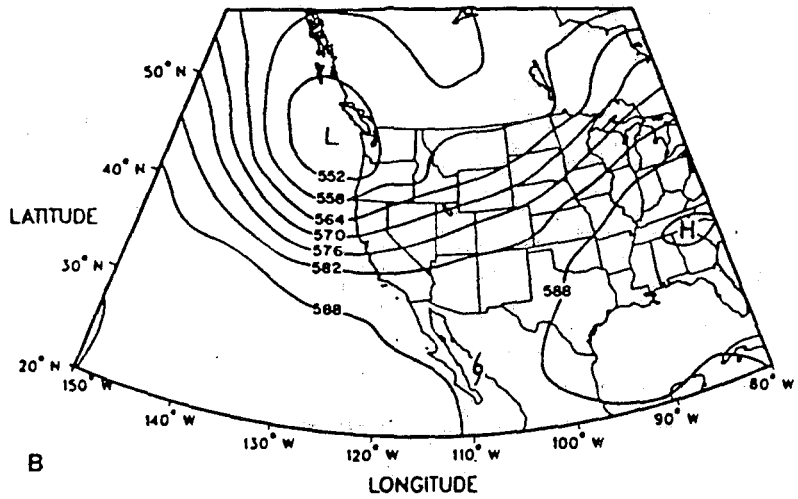 50° N
L
40° N
552
LATITUDE
558
564
H
570
576
30° N
582
588
588
20° N
150° W
80° W
140° W
90° W
130° W
100° W
120° W
110° W
B
LONGITUDE